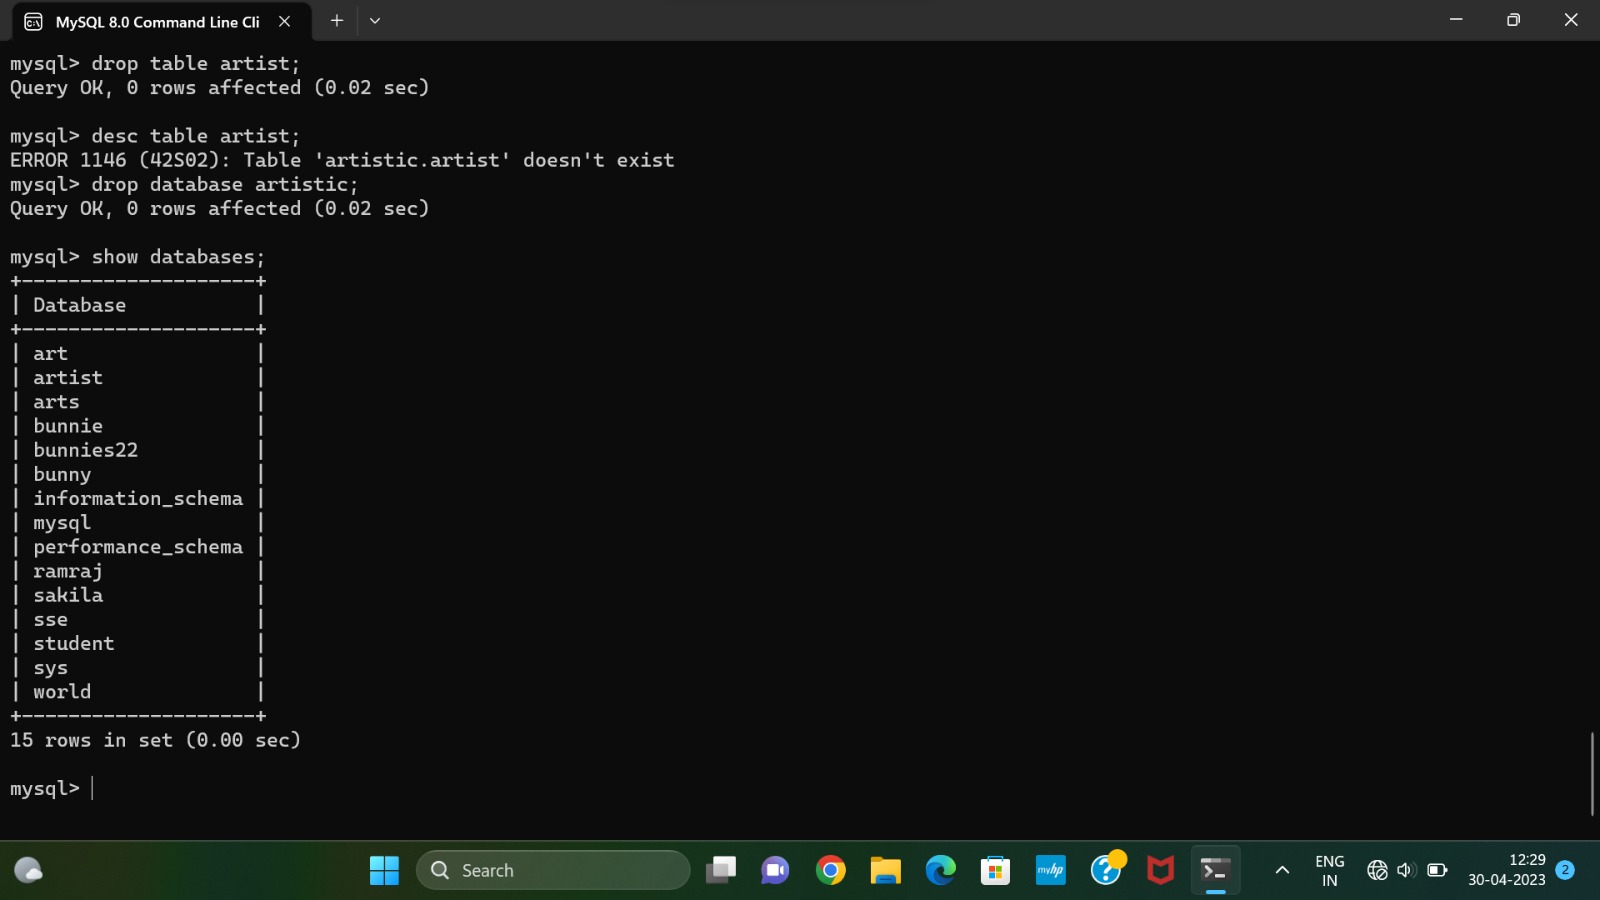 MySQL 8.0 Command Line Cli
mysql> drop table artist;
Query OK, 0 rows affected (0.02 sec)
mysql> desc table artist;
ERROR 1146 (42S02): Table 'artistic.artist' doesn't exist
mysql> drop database artistic;
Query OK, 0 rows affected (0.02 sec)
mysql> show databases;
+--------------------+
| Database           |
+--------------------+
| art                |
| artist             |
| arts               |
| bunnie             |
| bunnies22          |
| bunny              |
| information_schema |
| mysql              |
| performance_schema |
| ramraj             |
| sakila             |
| sse                |
| student            |
| sys                |
| world              |
+--------------------+
15 rows in set (0.00 sec)
mysql>
Search
myhp
ENG
IN
12:29
30-04-2023
2